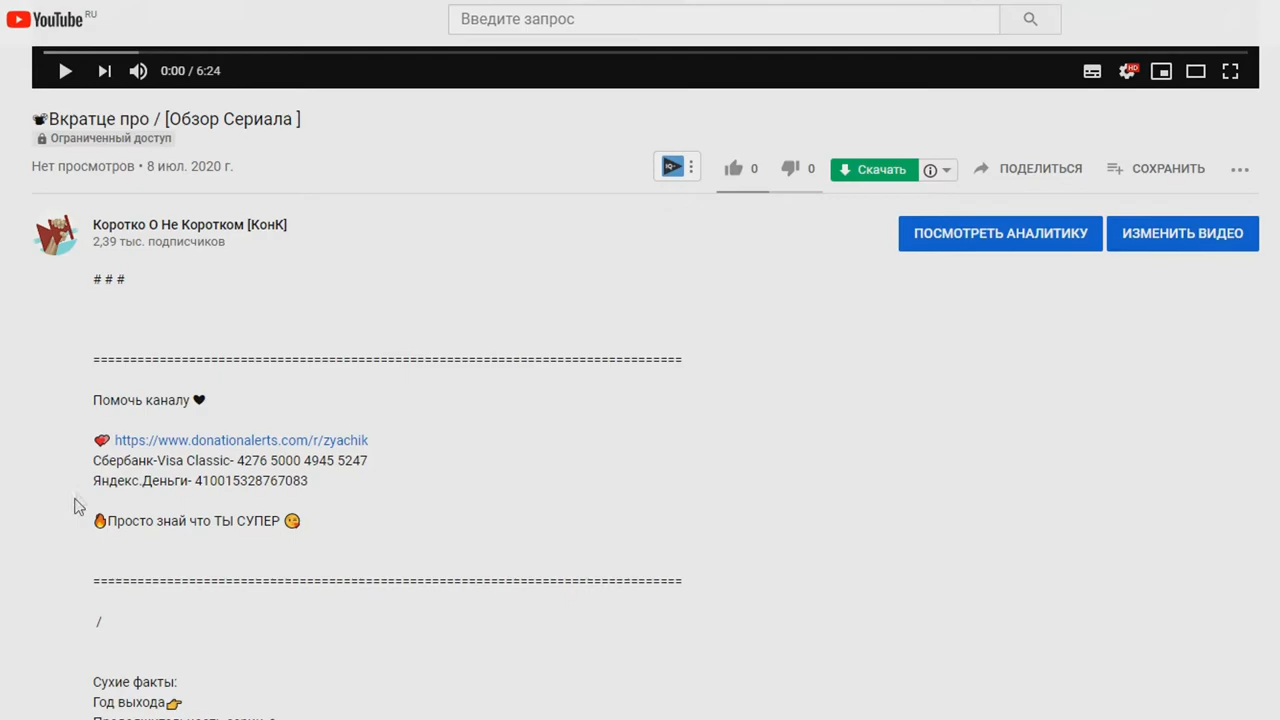 YouTube RU
Введите запрос
0:00 / 6:24
HD
Вкратце про / [Обзор Сериала ]
Ограниченный доступ
Нет просмотров • 8 июл. 2020 г.
0
0
Скачать
ПОДЕЛИТЬСЯ
СОХРАНИТЬ
Коротко О Не Коротком [КонК]
2,39 тыс. подписчиков
ПОСМОТРЕТЬ АНАЛИТИКУ
ИЗМЕНИТЬ ВИДЕО
# # #
================================================================================
Помочь каналу 🖤
💝 https://www.donationalerts.com/r/zyachik
Сбербанк-Visa Classic- 4276 5000 4945 5247
Яндекс.Деньги- 410015328767083
🔥Просто знай что ТЫ СУПЕР 😘
================================================================================
/
Сухие факты:
Год выхода👉